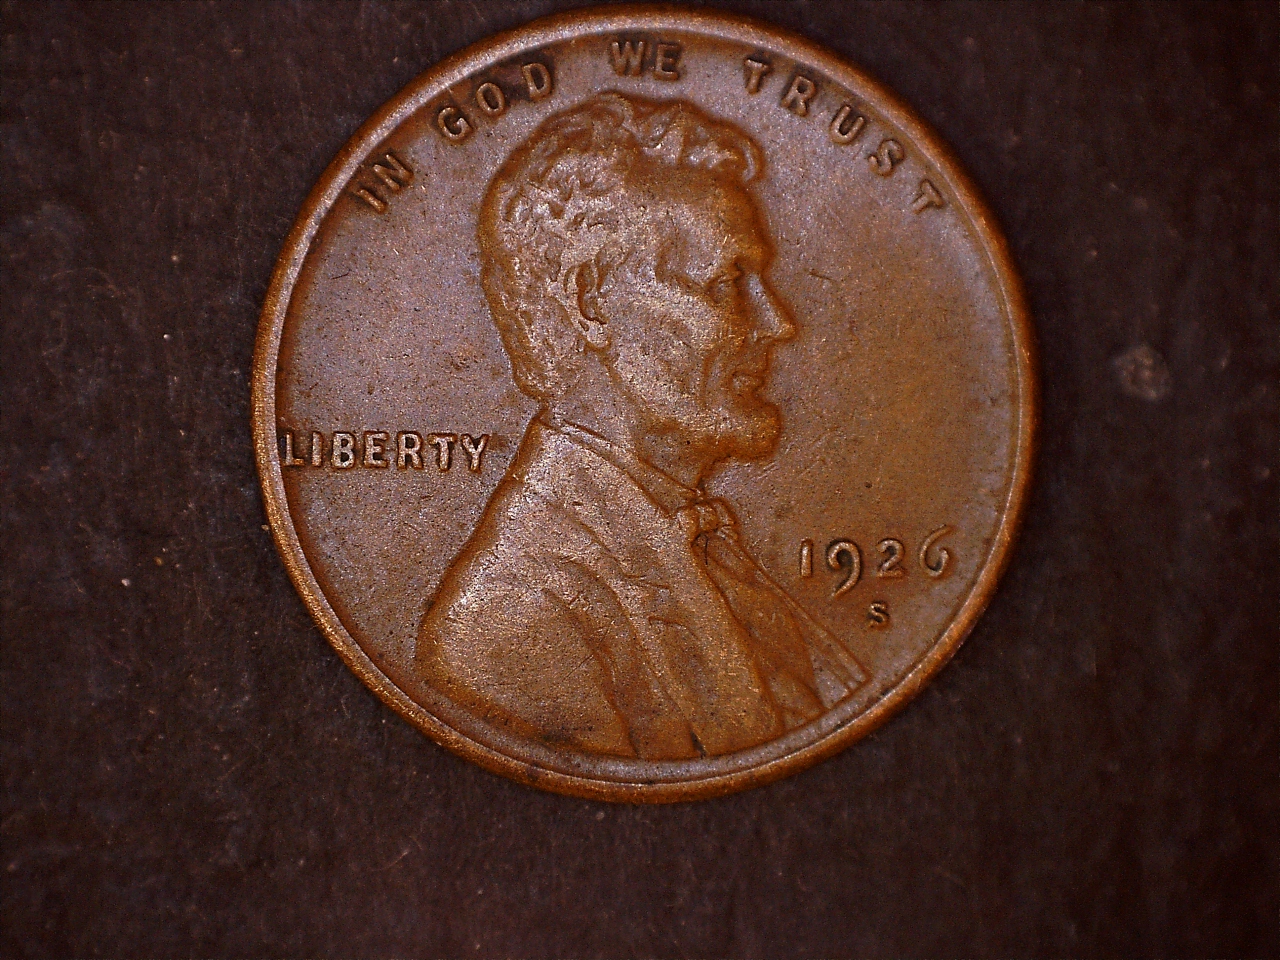 IN GOD WE TRUST
LIBERTY
1926
S